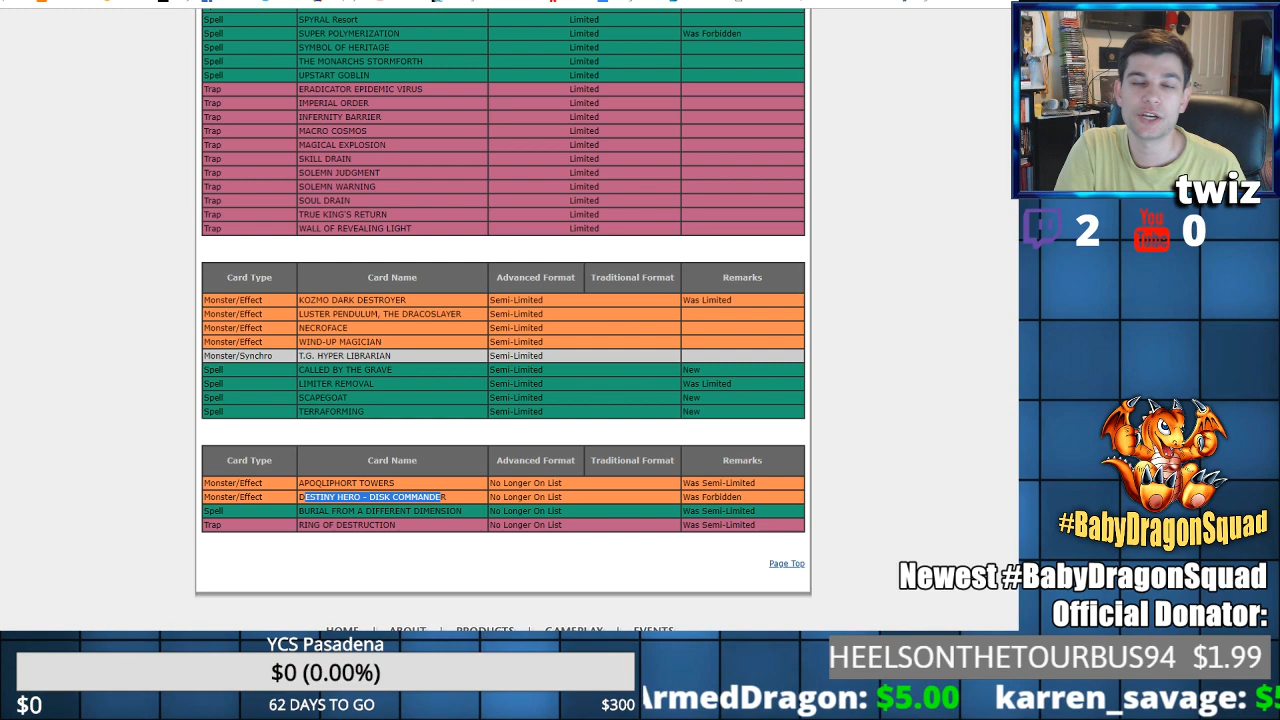 Spell SPYRAL Resort Limited
Spell SUPER POLYMERIZATION Limited Was Forbidden
Spell SYMBOL OF HERITAGE Limited
Spell THE MONARCHS STORMFORTH Limited
Spell UPSTART GOBLIN Limited
Trap ERADICATOR EPIDEMIC VIRUS Limited
Trap IMPERIAL ORDER Limited
Trap INFERNITY BARRIER Limited
Trap MACRO COSMOS Limited
Trap MAGICAL EXPLOSION Limited
Trap SKILL DRAIN Limited
Trap SOLEMN JUDGMENT Limited
Trap SOLEMN WARNING Limited
Trap SOUL DRAIN Limited
Trap TRUE KING'S RETURN Limited
Trap WALL OF REVEALING LIGHT Limited
Card Type Card Name Advanced Format Traditional Format Remarks
Monster/Effect KOZMO DARK DESTROYER Semi-Limited Was Limited
Monster/Effect LUSTER PENDULUM, THE DRACOSLAYER Semi-Limited
Monster/Effect NECROFACE Semi-Limited
Monster/Effect WIND-UP MAGICIAN Semi-Limited
Monster/Synchro T.G. HYPER LIBRARIAN Semi-Limited
Spell CALLED BY THE GRAVE Semi-Limited New
Spell LIMITER REMOVAL Semi-Limited Was Limited
Spell SCAPEGOAT Semi-Limited New
Spell TERRAFORMING Semi-Limited New
Card Type Card Name Advanced Format Traditional Format Remarks
Monster/Effect APOQLIPHORT TOWERS No Longer On List Was Semi-Limited
Monster/Effect DESTINY HERO - DISK COMMANDER No Longer On List Was Forbidden
Spell BURIAL FROM A DIFFERENT DIMENSION No Longer On List Was Semi-Limited
Trap RING OF DESTRUCTION No Longer On List Was Semi-Limited
Page Top
HOME | ABOUT | PRODUCTS | GAMEPLAY | EVENTS
twiz
2 You Tube 0
#BabyDragonSquad
Newest #BabyDragonSquad
Official Donator:
HEELSONTHETOURBUS94 $1.99
YCS Pasadena
$0 (0.00%)
$0 62 DAYS TO GO $300
ArmedDragon: $5.00 karren_savage: $5